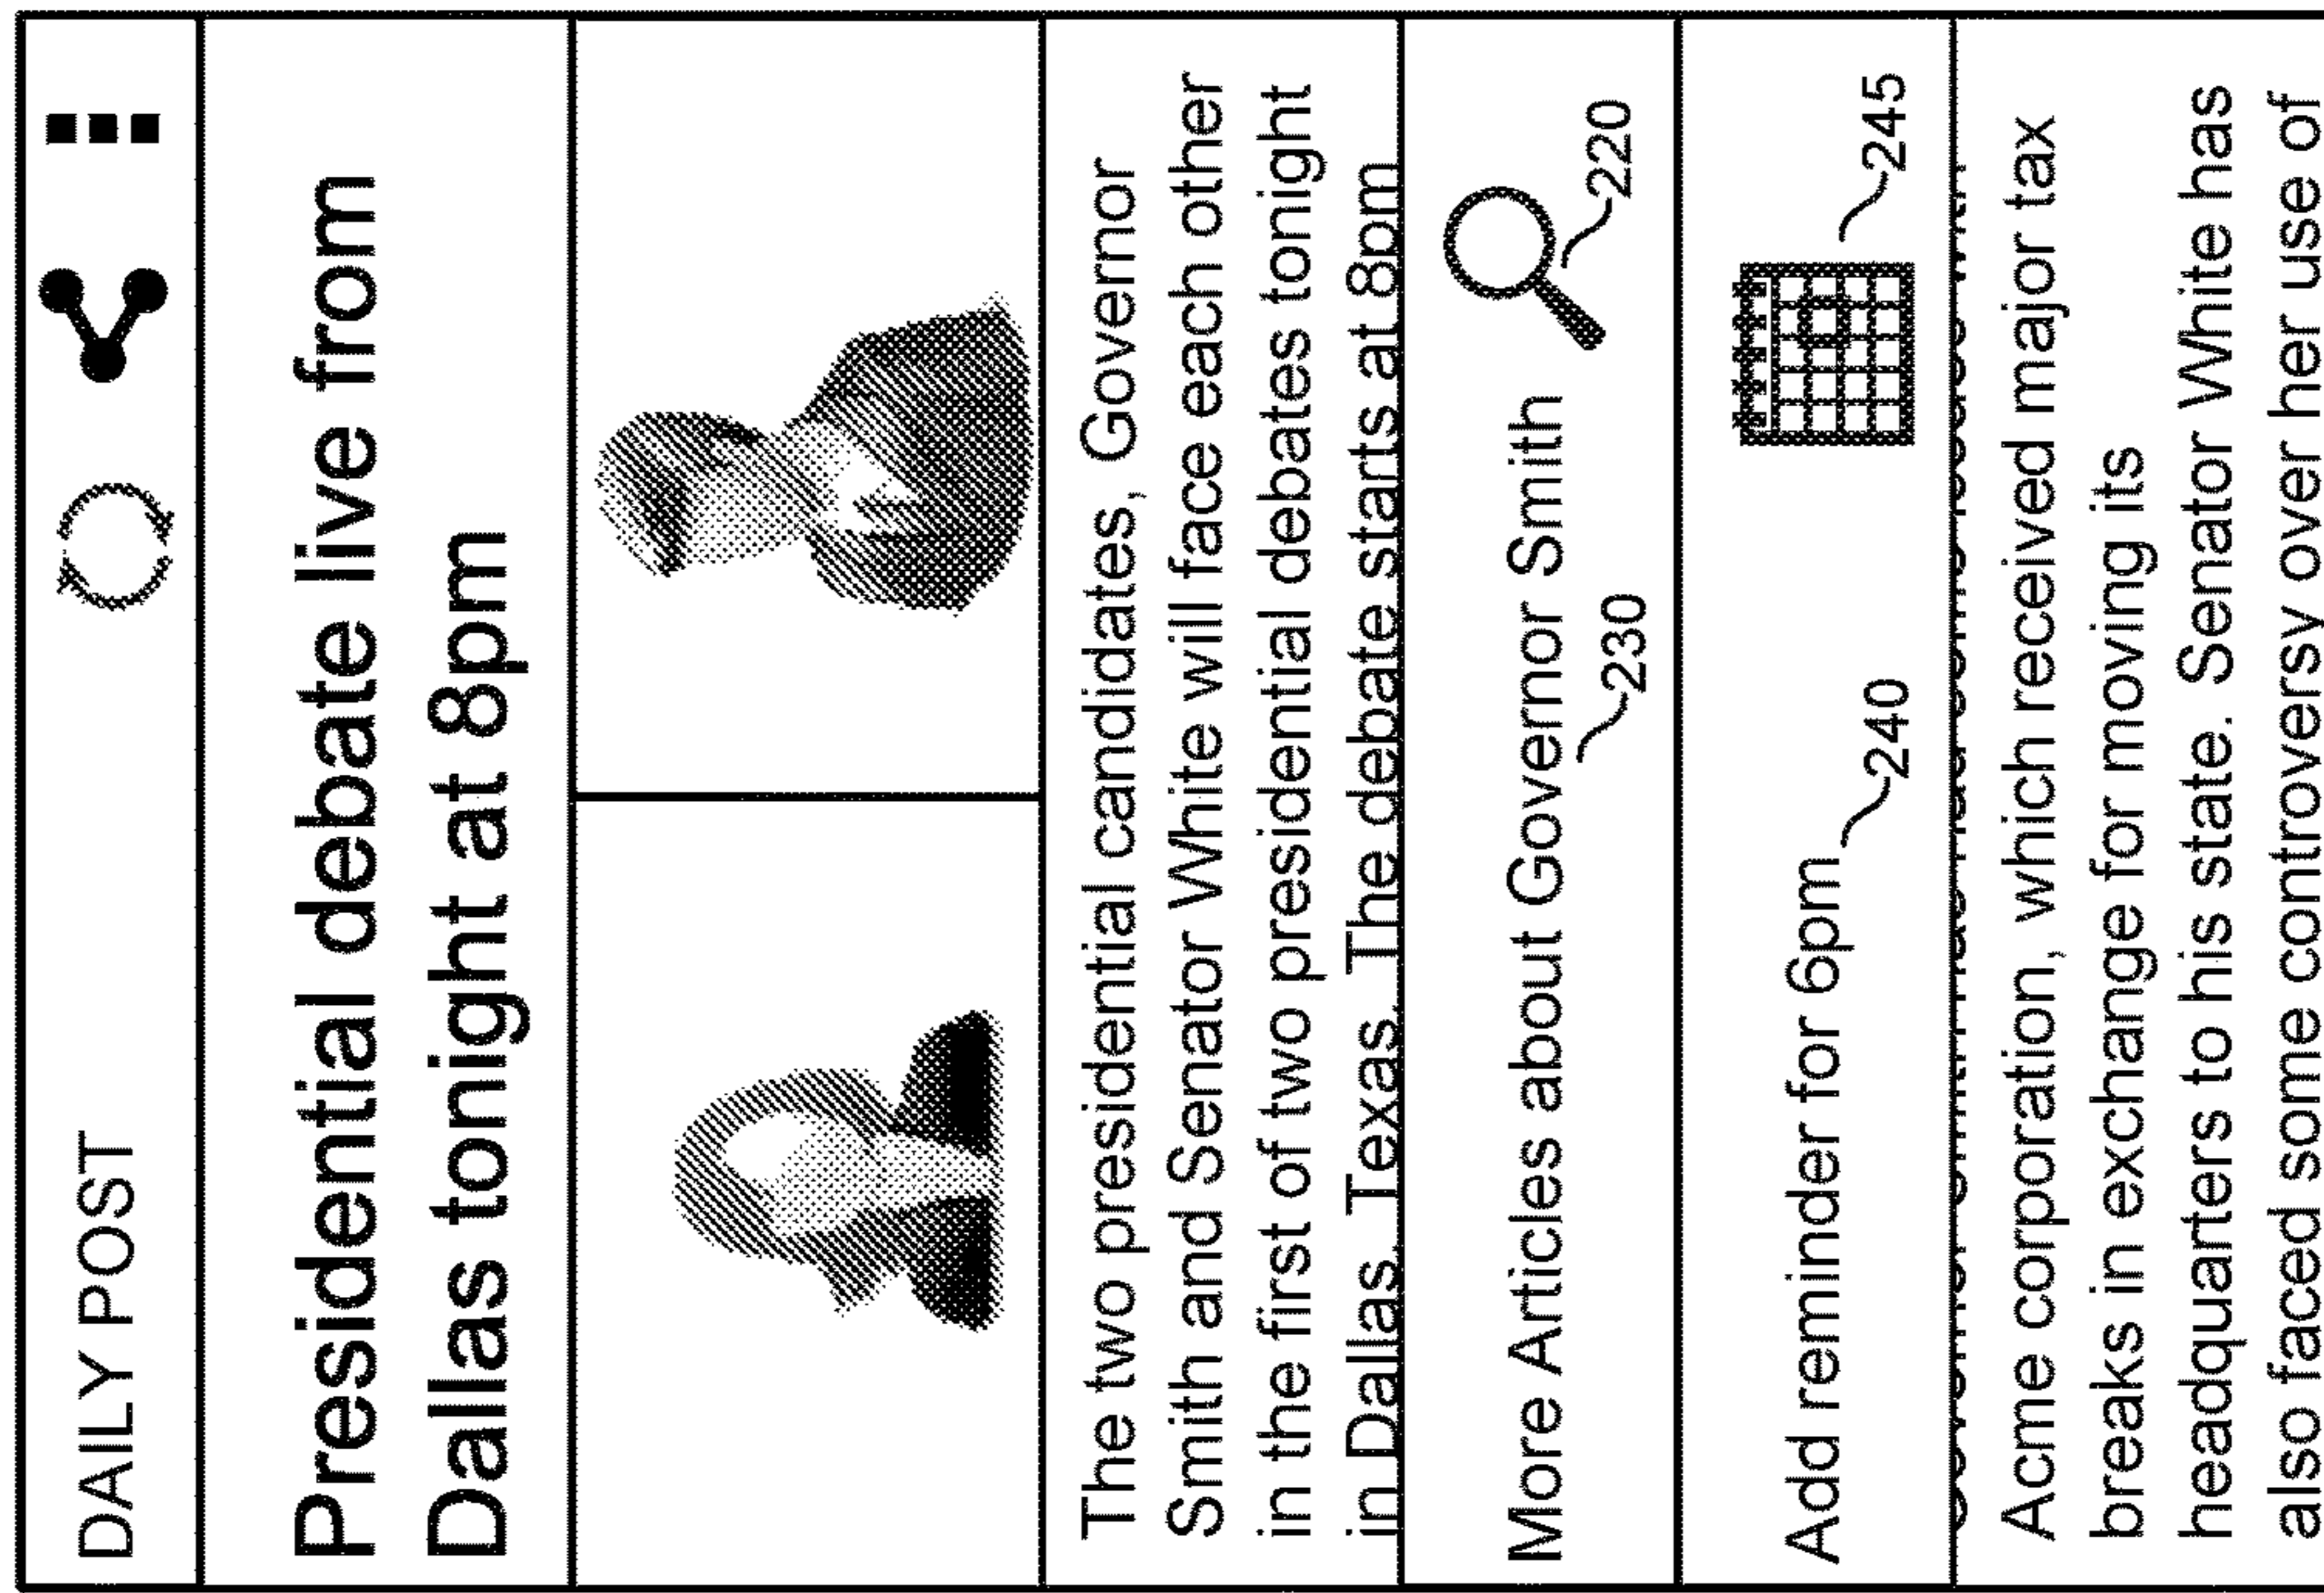 DAILY POST
Presidential debate live from
Dallas tonight at 8pm
The two presidential candidates, Governor
Smith and Senator White will face each other
in the first of two presidential debates tonight
in Dallas, Texas. The debate starts at 8pm
More Articles about Governor Smith
220
230
Add reminder for 6pm
240
245
Acme corporation, which received major tax
breaks in exchange for moving its
headquarters to his state. Senator White has
also faced some controversy over her use of